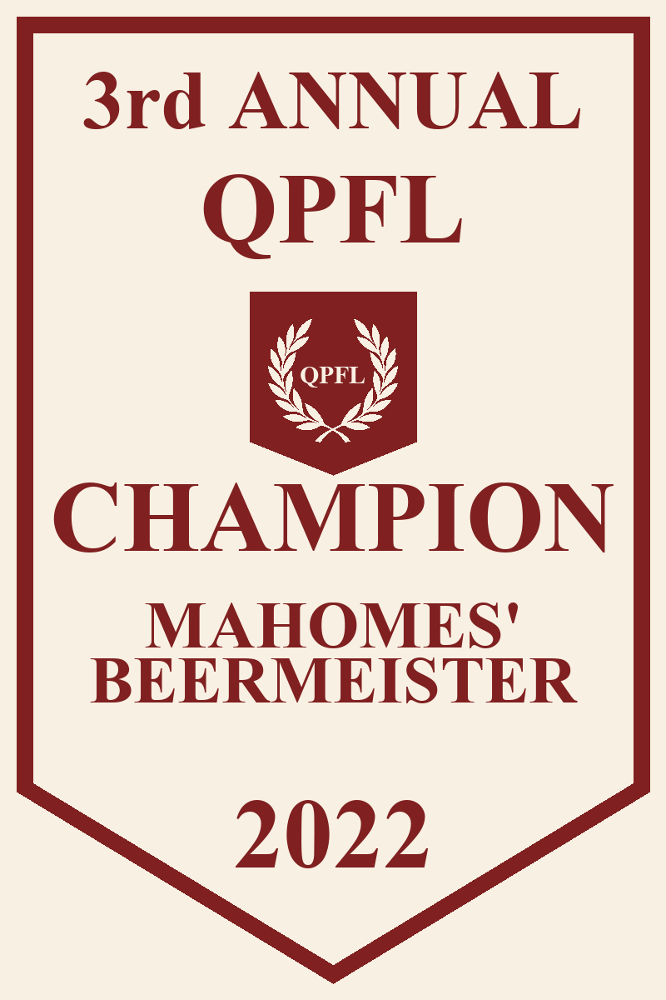 3rd ANNUAL
QPFL
QPFL
CHAMPION
MAHOMES'
BEERMEISTER
2022